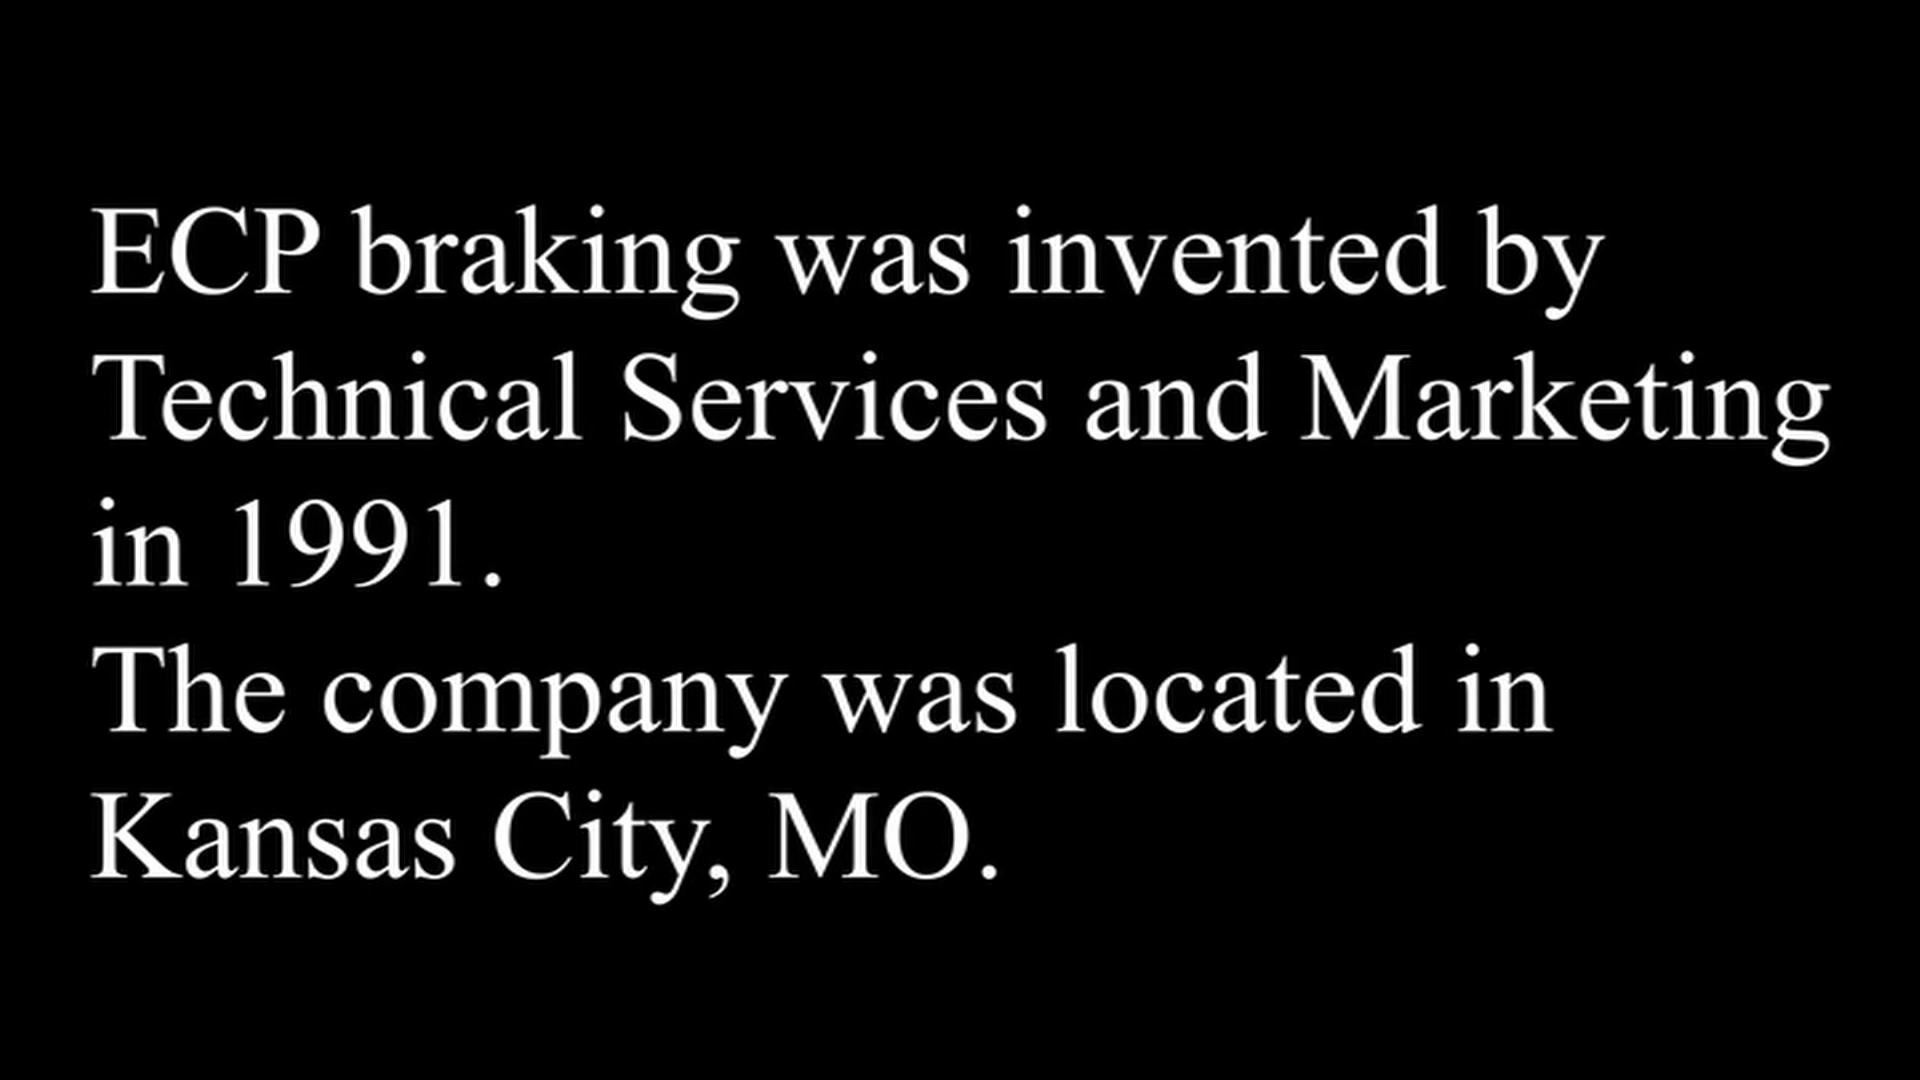 ECP braking was invented by
Technical Services and Marketing
in 1991.
The company was located in
Kansas City, MO.